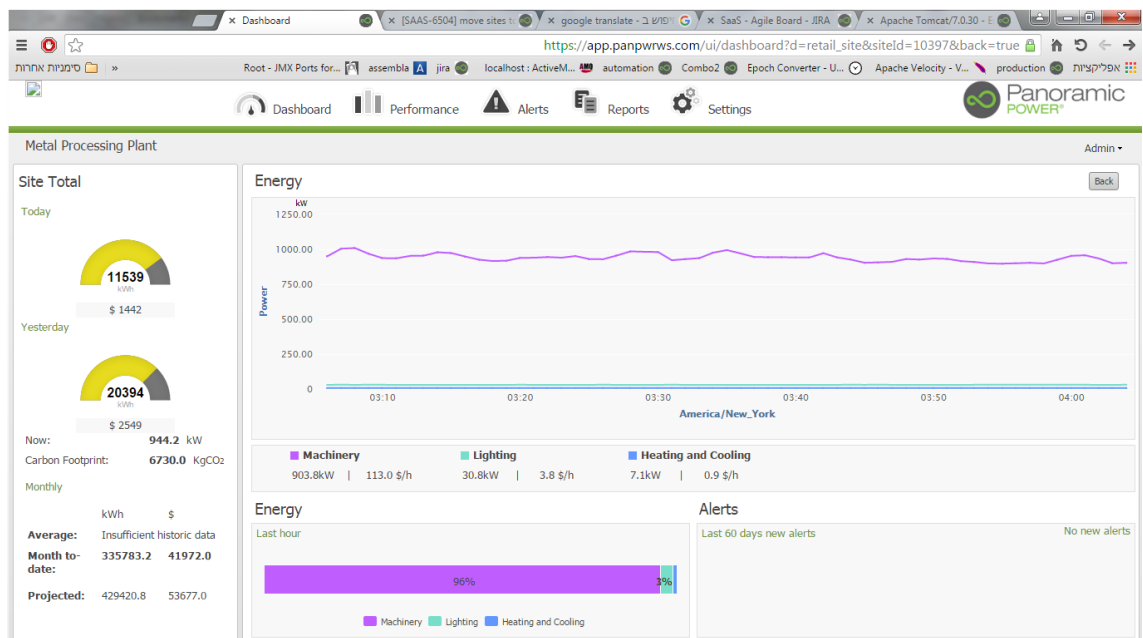 Dashboard
[SAAS-6504] move sites to
google translate - חיפוש ב
SaaS - Agile Board - JIRA
Apache Tomcat/7.0.30 - E
https://app.panpwrws.com/ui/dashboard?d=retail_site&siteId=10397&back=true
סימניות אחרות
»
Root - JMX Ports for...
assembla
A
jira
localhost : ActiveM...
automation
Combo2
Epoch Converter - U...
Apache Velocity - V...
production
אפליקציות
Dashboard
Performance
Alerts
Reports
Settings
Panoramic
POWER®
Metal Processing Plant
Admin
Site Total
Today
11539
kWh
$ 1442
Yesterday
20394
kWh
$ 2549
Now: 944.2 kW
Carbon Footprint: 6730.0 KgCO2
Monthly
kWh $
Average: Insufficient historic data
Month to-date: 335783.2 41972.0
Projected: 429420.8 53677.0
Energy
Back
kW
1250.00
1000.00
750.00
500.00
250.00
0
Power
03:10 03:20 03:30 03:40 03:50 04:00
America/New_York
Machinery
903.8kW | 113.0 $/h
Lighting
30.8kW | 3.8 $/h
Heating and Cooling
7.1kW | 0.9 $/h
Energy
Last hour
96%
3%
Machinery Lighting Heating and Cooling
Alerts
Last 60 days new alerts
No new alerts